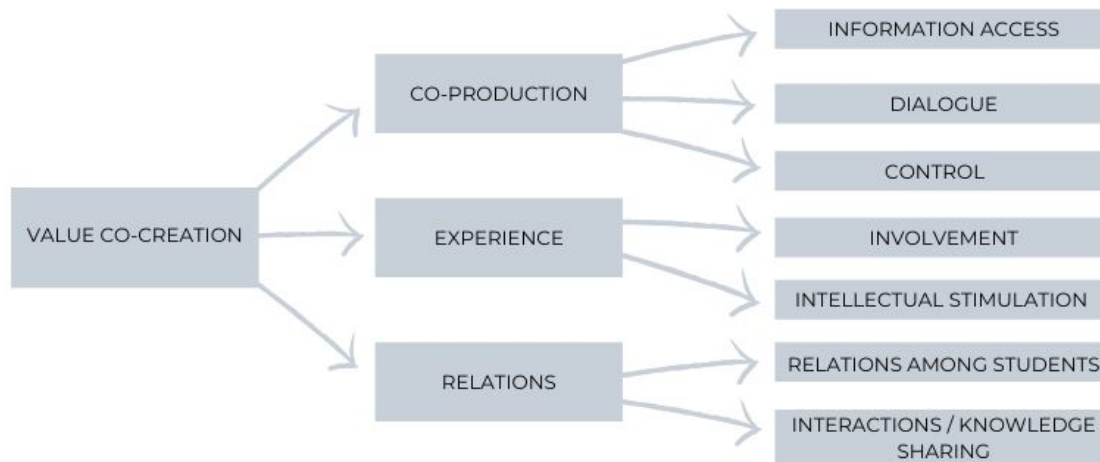 INFORMATION ACCESS
CO-PRODUCTION
DIALOGUE
CONTROL
VALUE CO-CREATION
EXPERIENCE
INVOLVEMENT
INTELLECTUAL STIMULATION
RELATIONS
RELATIONS AMONG STUDENTS
INTERACTIONS / KNOWLEDGE
SHARING